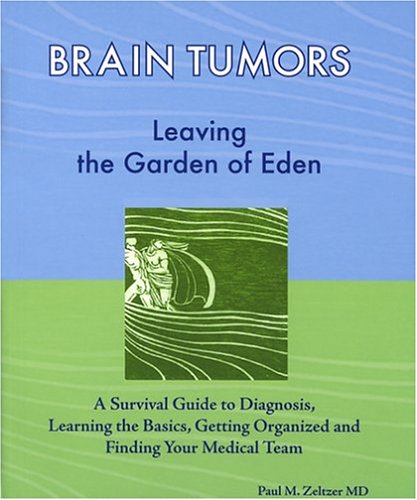 BRAIN TUMORS
Leaving
the Garden of Eden
A Survival Guide to Diagnosis,
Learning the Basics, Getting Organized and
Finding Your Medical Team
Paul M. Zeltzer MD